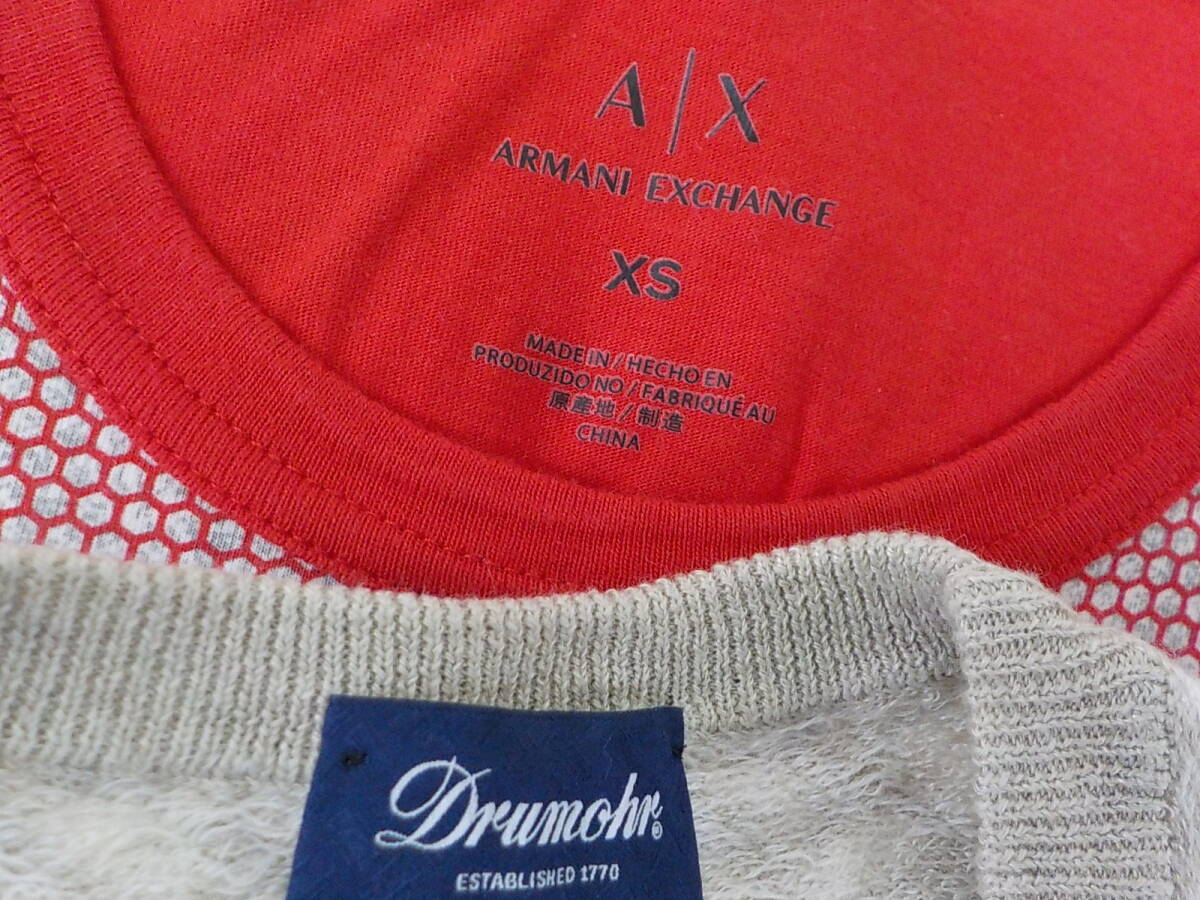 A|X
ARMANI EXCHANGE
XS
MADE IN / HECHO EN
PRODUZIDO NO / FABRIQUÉ AU
原産地 / 制造
CHINA
Drumohr®
ESTABLISHED 1770